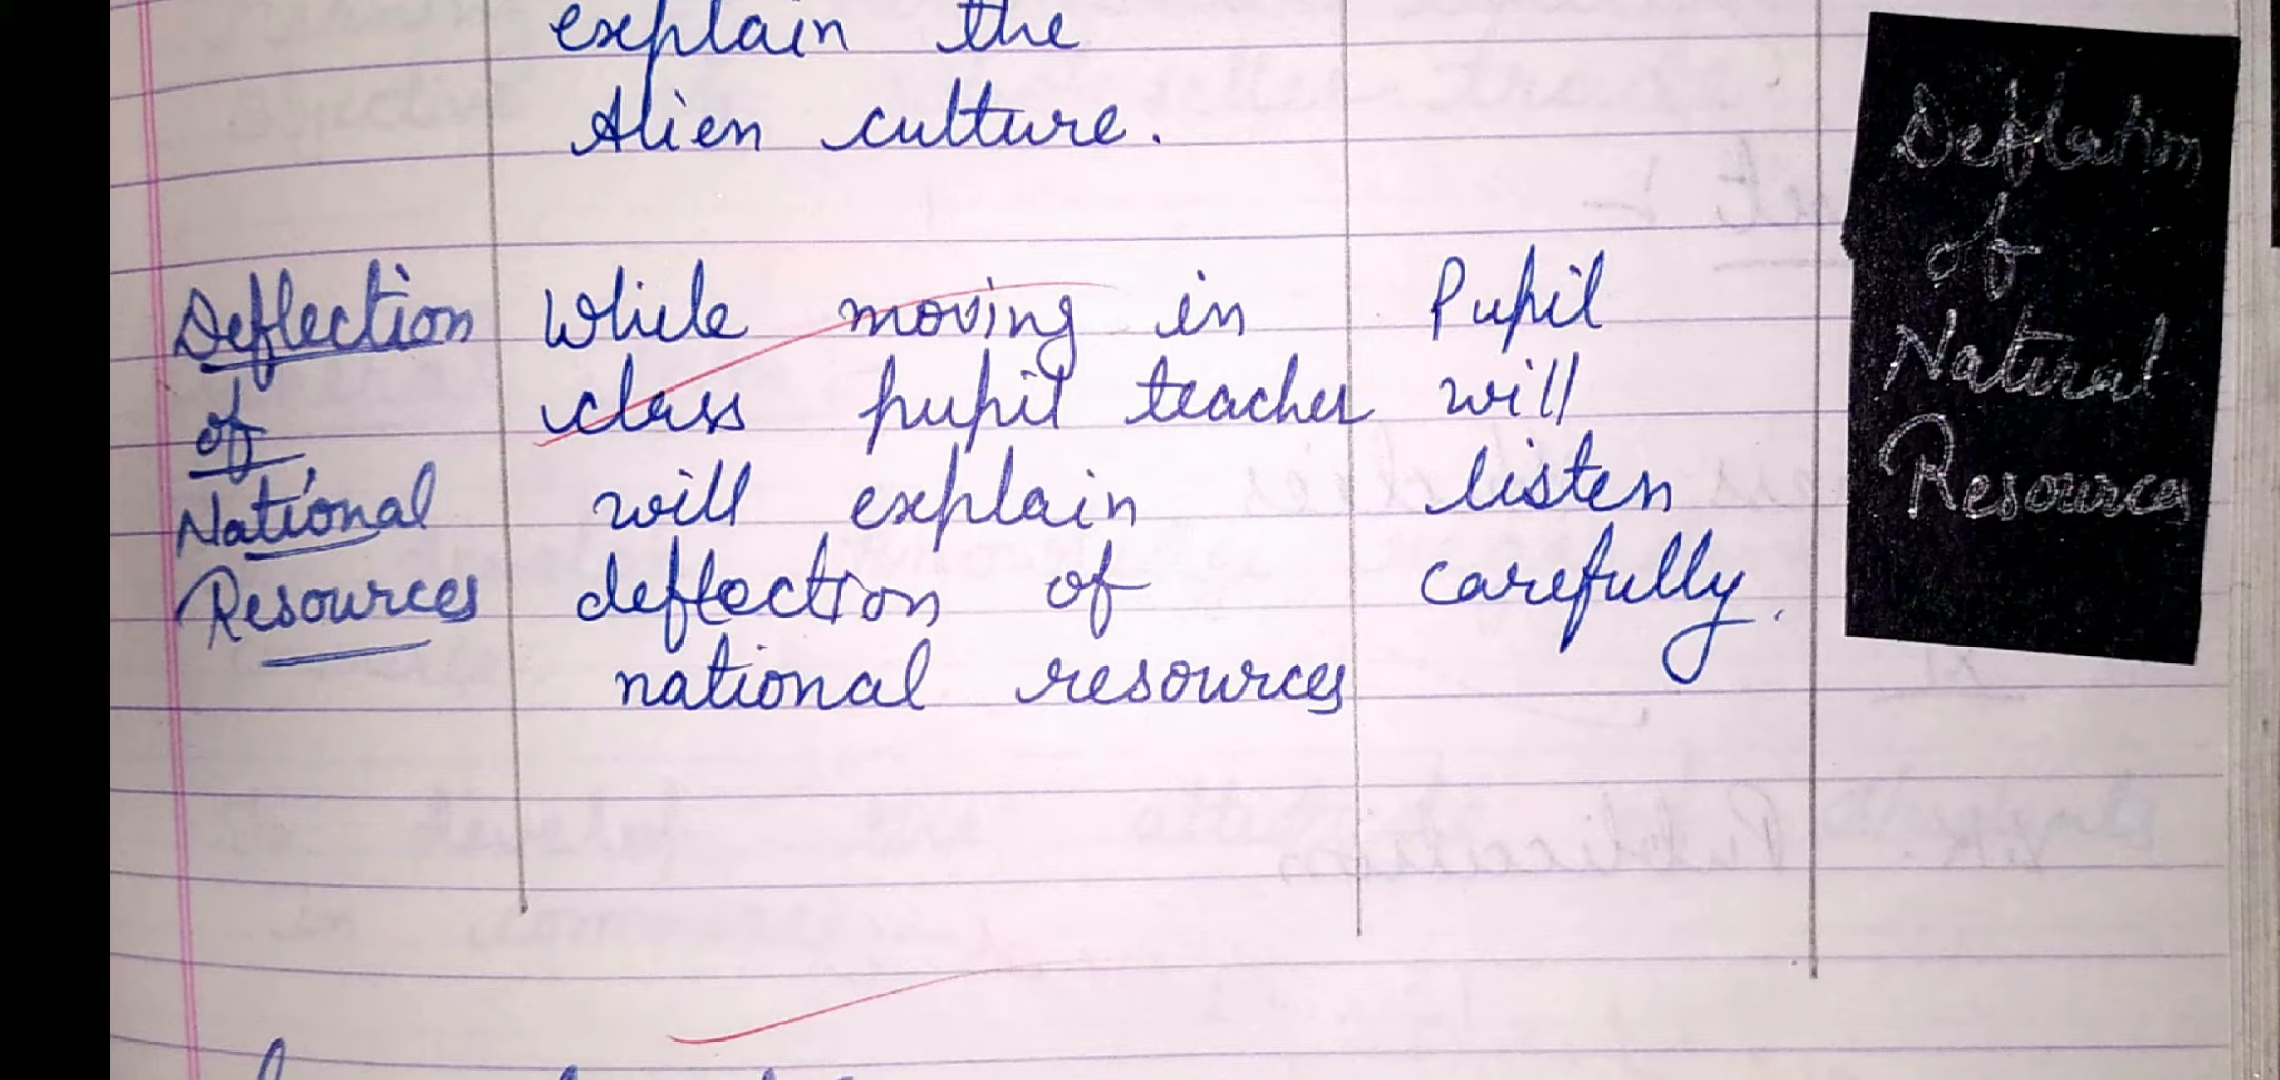 explain the
Alien culture.
Deflection
of
National
Resources
While moving in
class pupil teacher
will explain
deflection of
national resources
Pupil
will
listen
carefully.
Deflation
of
Natural
Resources